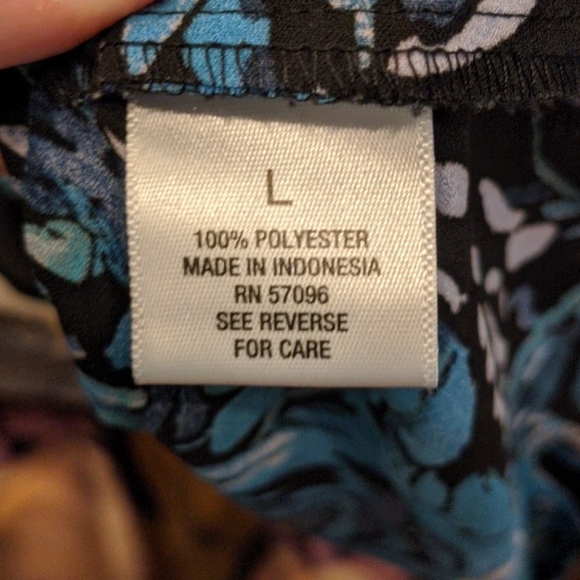 L
100% POLYESTER
MADE IN INDONESIA
RN 57096
SEE REVERSE
FOR CARE